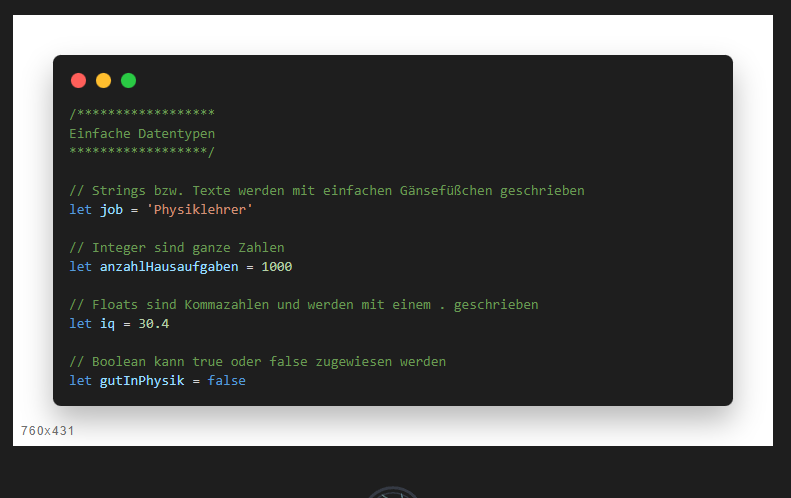 /******************
Einfache Datentypen
******************/
// Strings bzw. Texte werden mit einfachen Gänsefüßchen geschrieben
let job = 'Physiklehrer'
// Integer sind ganze Zahlen
let anzahlHausaufgaben = 1000
// Floats sind Kommazahlen und werden mit einem . geschrieben
let iq = 30.4
// Boolean kann true oder false zugewiesen werden
let gutInPhysik = false
760x431